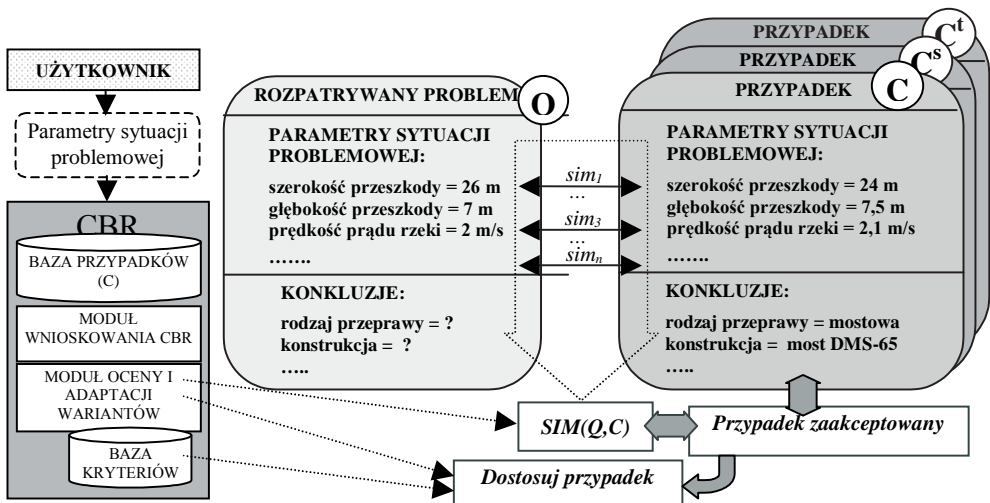 UŻYTKOWNIK
Parametry sytuacji
problemowej
CBR
BAZA PRZYPADKÓW
(C)
MODUŁ
WNIOSKOWANIA CBR
MODUŁ OCENY I
ADAPTACJI
WARIANTÓW
BAZA
KRYTERIÓW
ROZPATRYWANY PROBLEM
Q
PARAMETRY SYTUACJI
PROBLEMOWEJ:
szerokość przeszkody = 26 m
głębokość przeszkody = 7 m
prędkość prądu rzeki = 2 m/s
…….
KONKLUZJE:
rodzaj przeprawy = ?
konstrukcja = ?
…..
sim1
...
sim3
...
simn
PRZYPADEK
Ct
PRZYPADEK
Cs
PRZYPADEK
C
PARAMETRY SYTUACJI
PROBLEMOWEJ:
szerokość przeszkody = 24 m
głębokość przeszkody = 7,5 m
prędkość prądu rzeki = 2,1 m/s
…….
KONKLUZJE:
rodzaj przeprawy = mostowa
konstrukcja = most DMS-65
…..
SIM(Q,C)
Przypadek zaakceptowany
Dostosuj przypadek